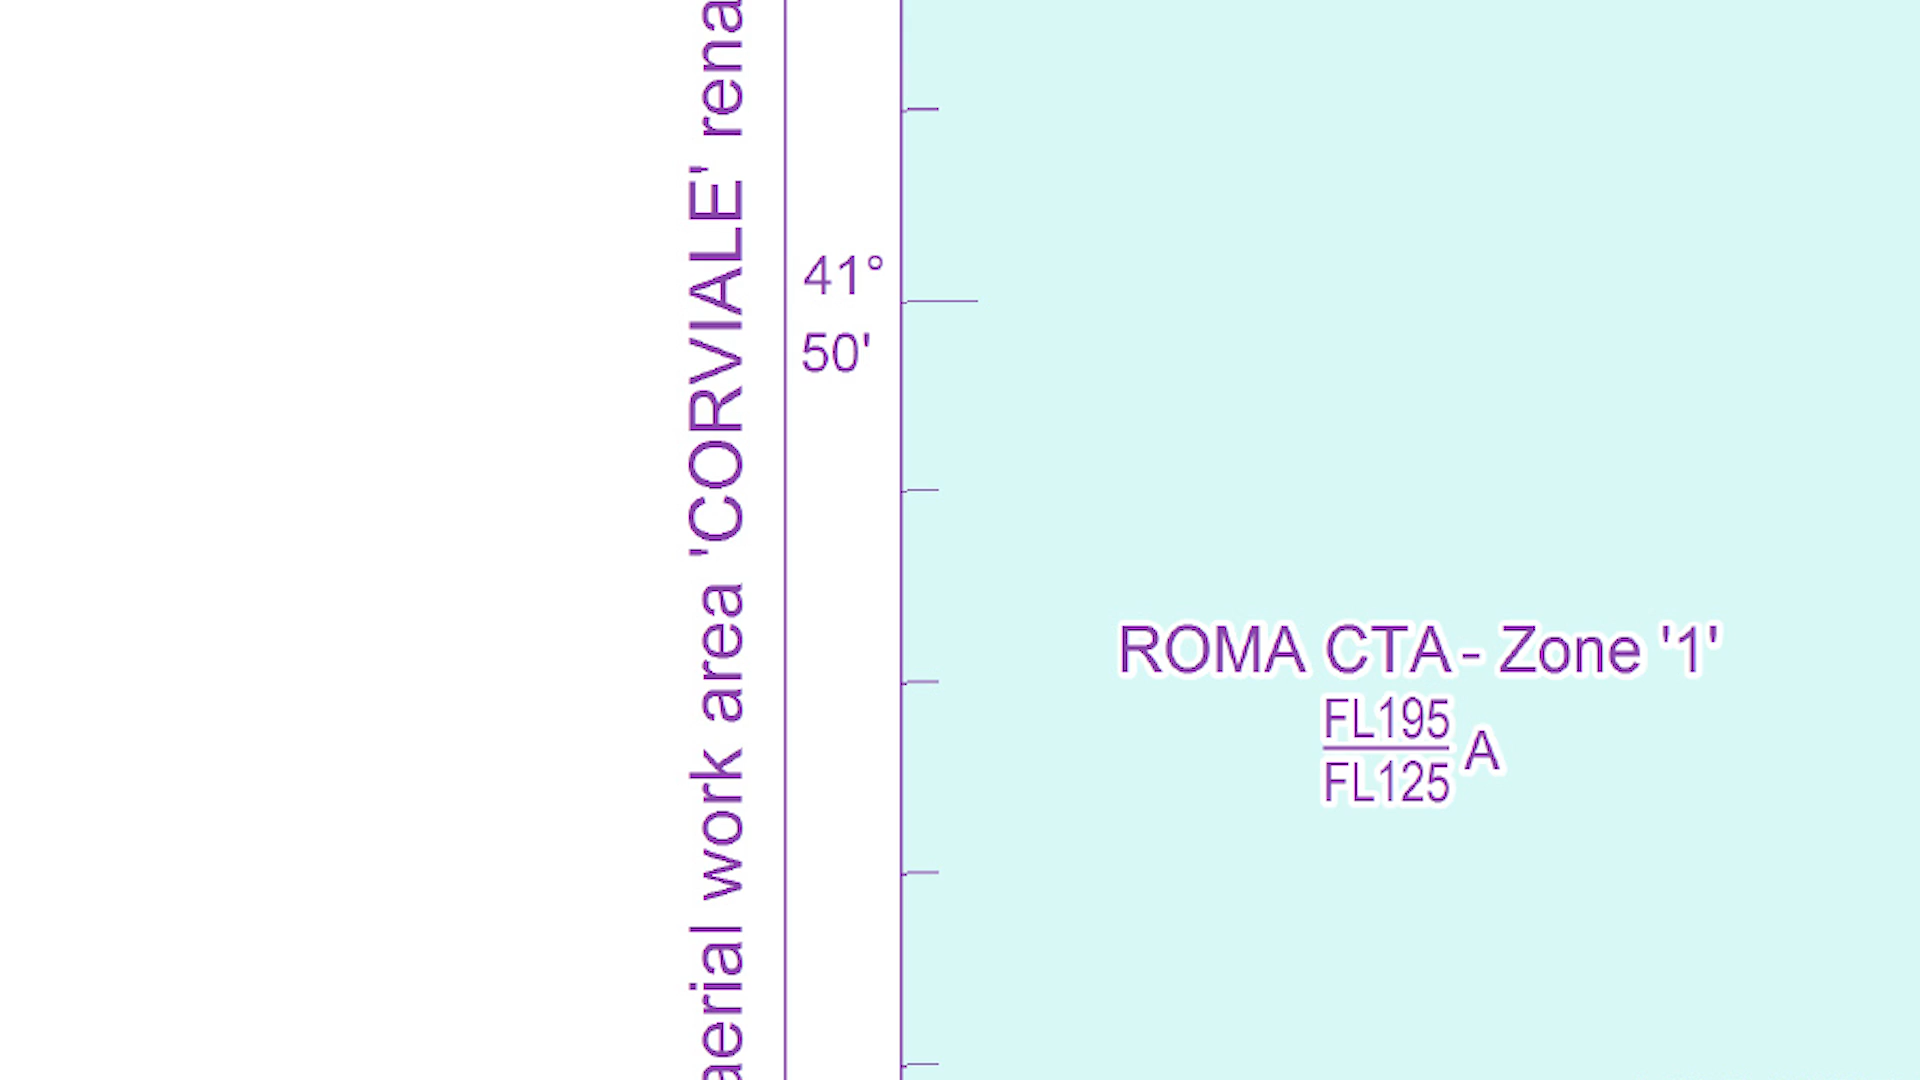 aerial work area 'CORVIALE' rena
41°
50'
ROMA CTA - Zone '1'
FL195
FL125
A